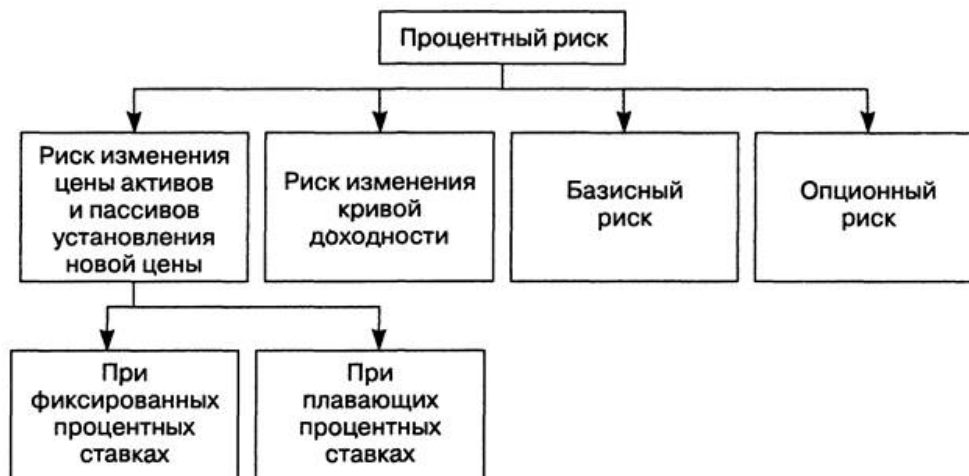 Процентный риск
Риск изменения
цены активов
и пассивов
установления
новой цены
Риск изменения
кривой
доходности
Базисный
риск
Опционный
риск
При
фиксированных
процентных
ставках
При
плавающих
процентных
ставках